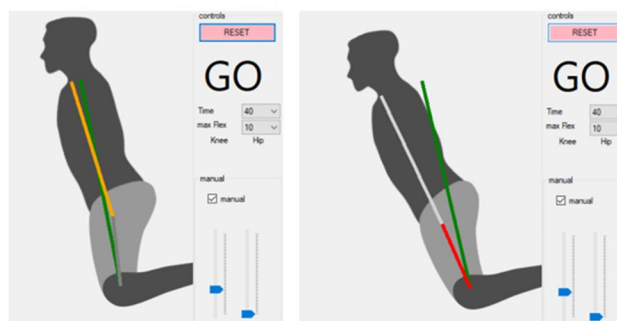 controls
RESET
GO
Time 40
max Flex 10
Knee Hip
manual
manual
controls
RESET
GO
Time 40
max Flex 10
Knee Hip
manual
manual